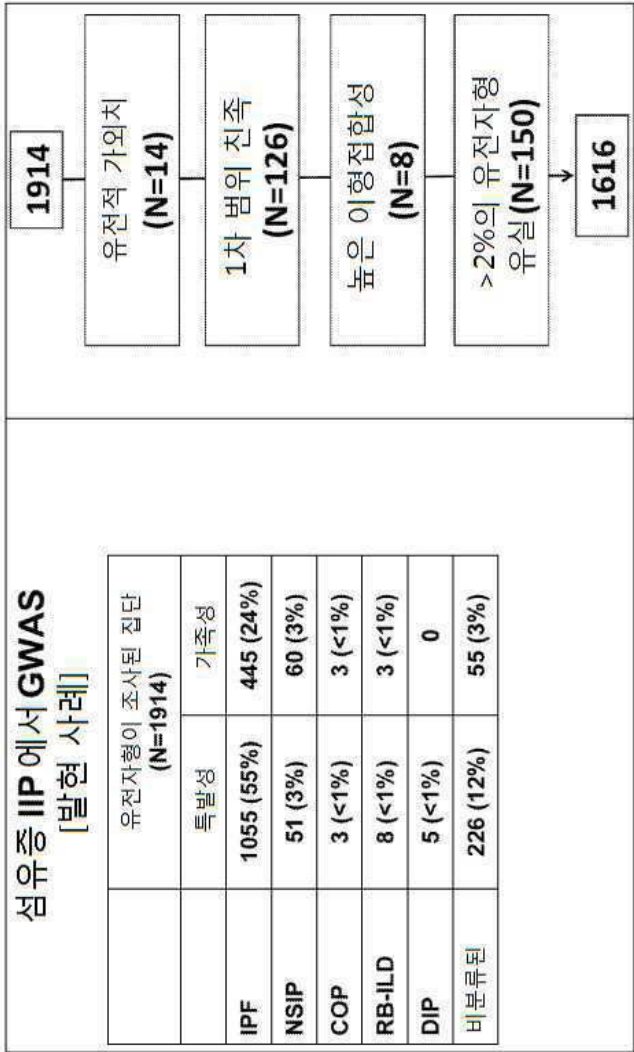 섬유증 IIP 에서 GWAS
[발현 사례]
유전자형이 조사된 집단
(N=1914)
특발성 가족성
IPF 1055 (55%) 445 (24%)
NSIP 51 (3%) 60 (3%)
COP 3 (<1%) 3 (<1%)
RB-ILD 8 (<1%) 3 (<1%)
DIP 5 (<1%) 0
비분류된 226 (12%) 55 (3%)
1914
유전적 가외치
(N=14)
1차 범위 친족
(N=126)
높은 이형접합성
(N=8)
>2%의 유전자형
유실 (N=150)
1616